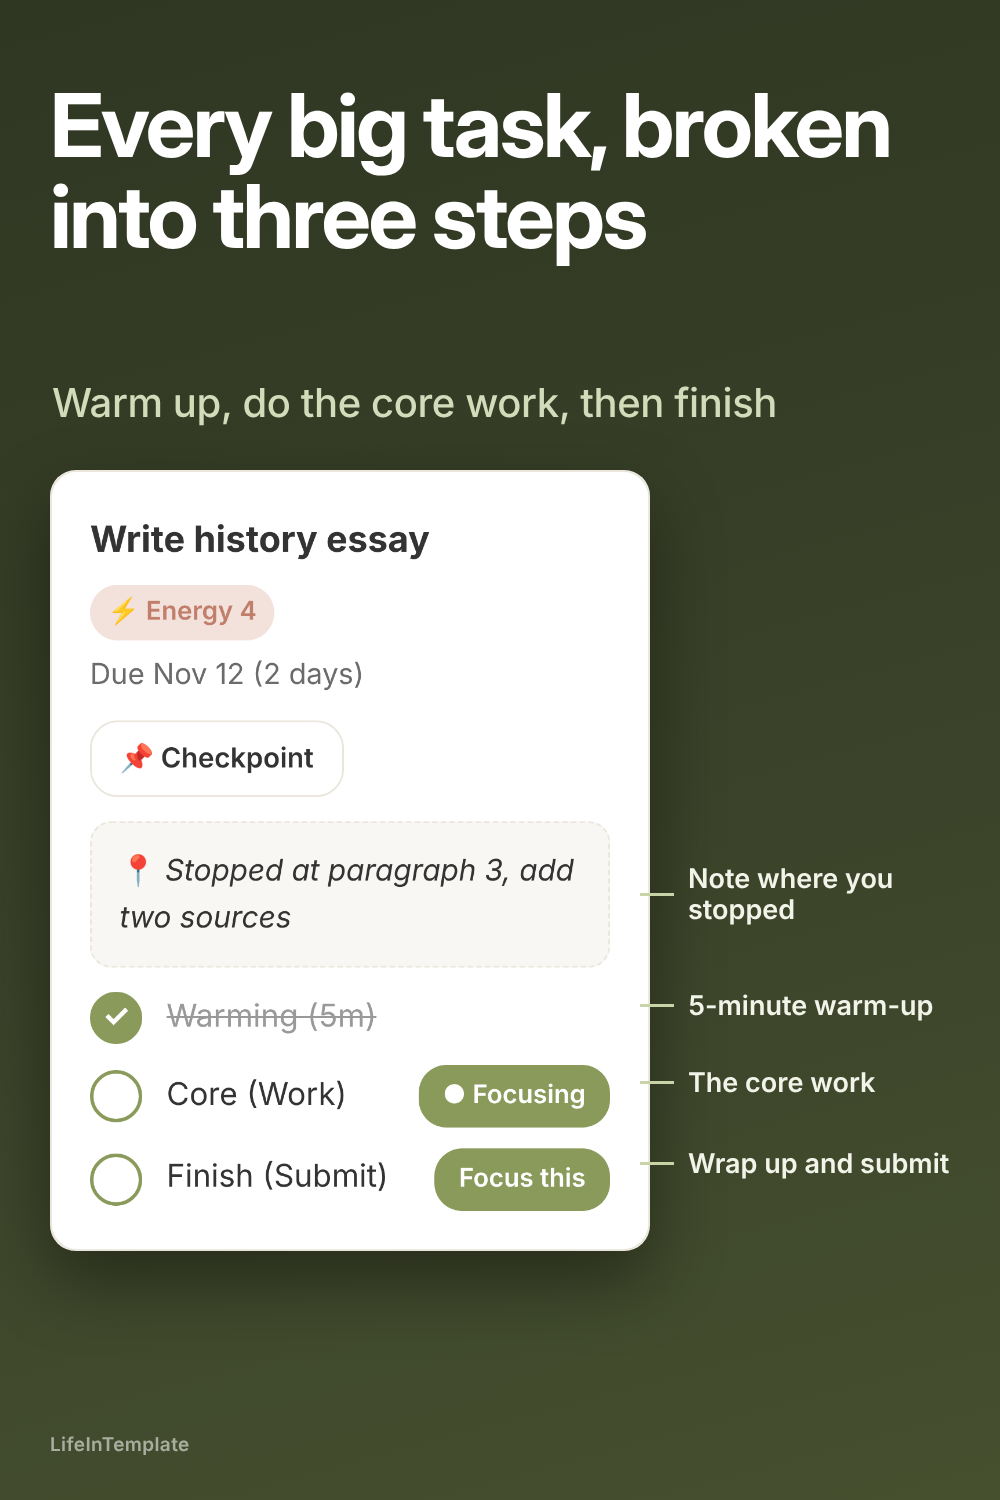 Every big task, broken
into three steps
Warm up, do the core work, then finish
Write history essay
⚡ Energy 4
Due Nov 12 (2 days)
📌 Checkpoint
📍 Stopped at paragraph 3, add
two sources
Note where you
stopped
Warming (5m)
5-minute warm-up
Core (Work)
Focusing
The core work
Finish (Submit)
Focus this
Wrap up and submit
LifeInTemplate